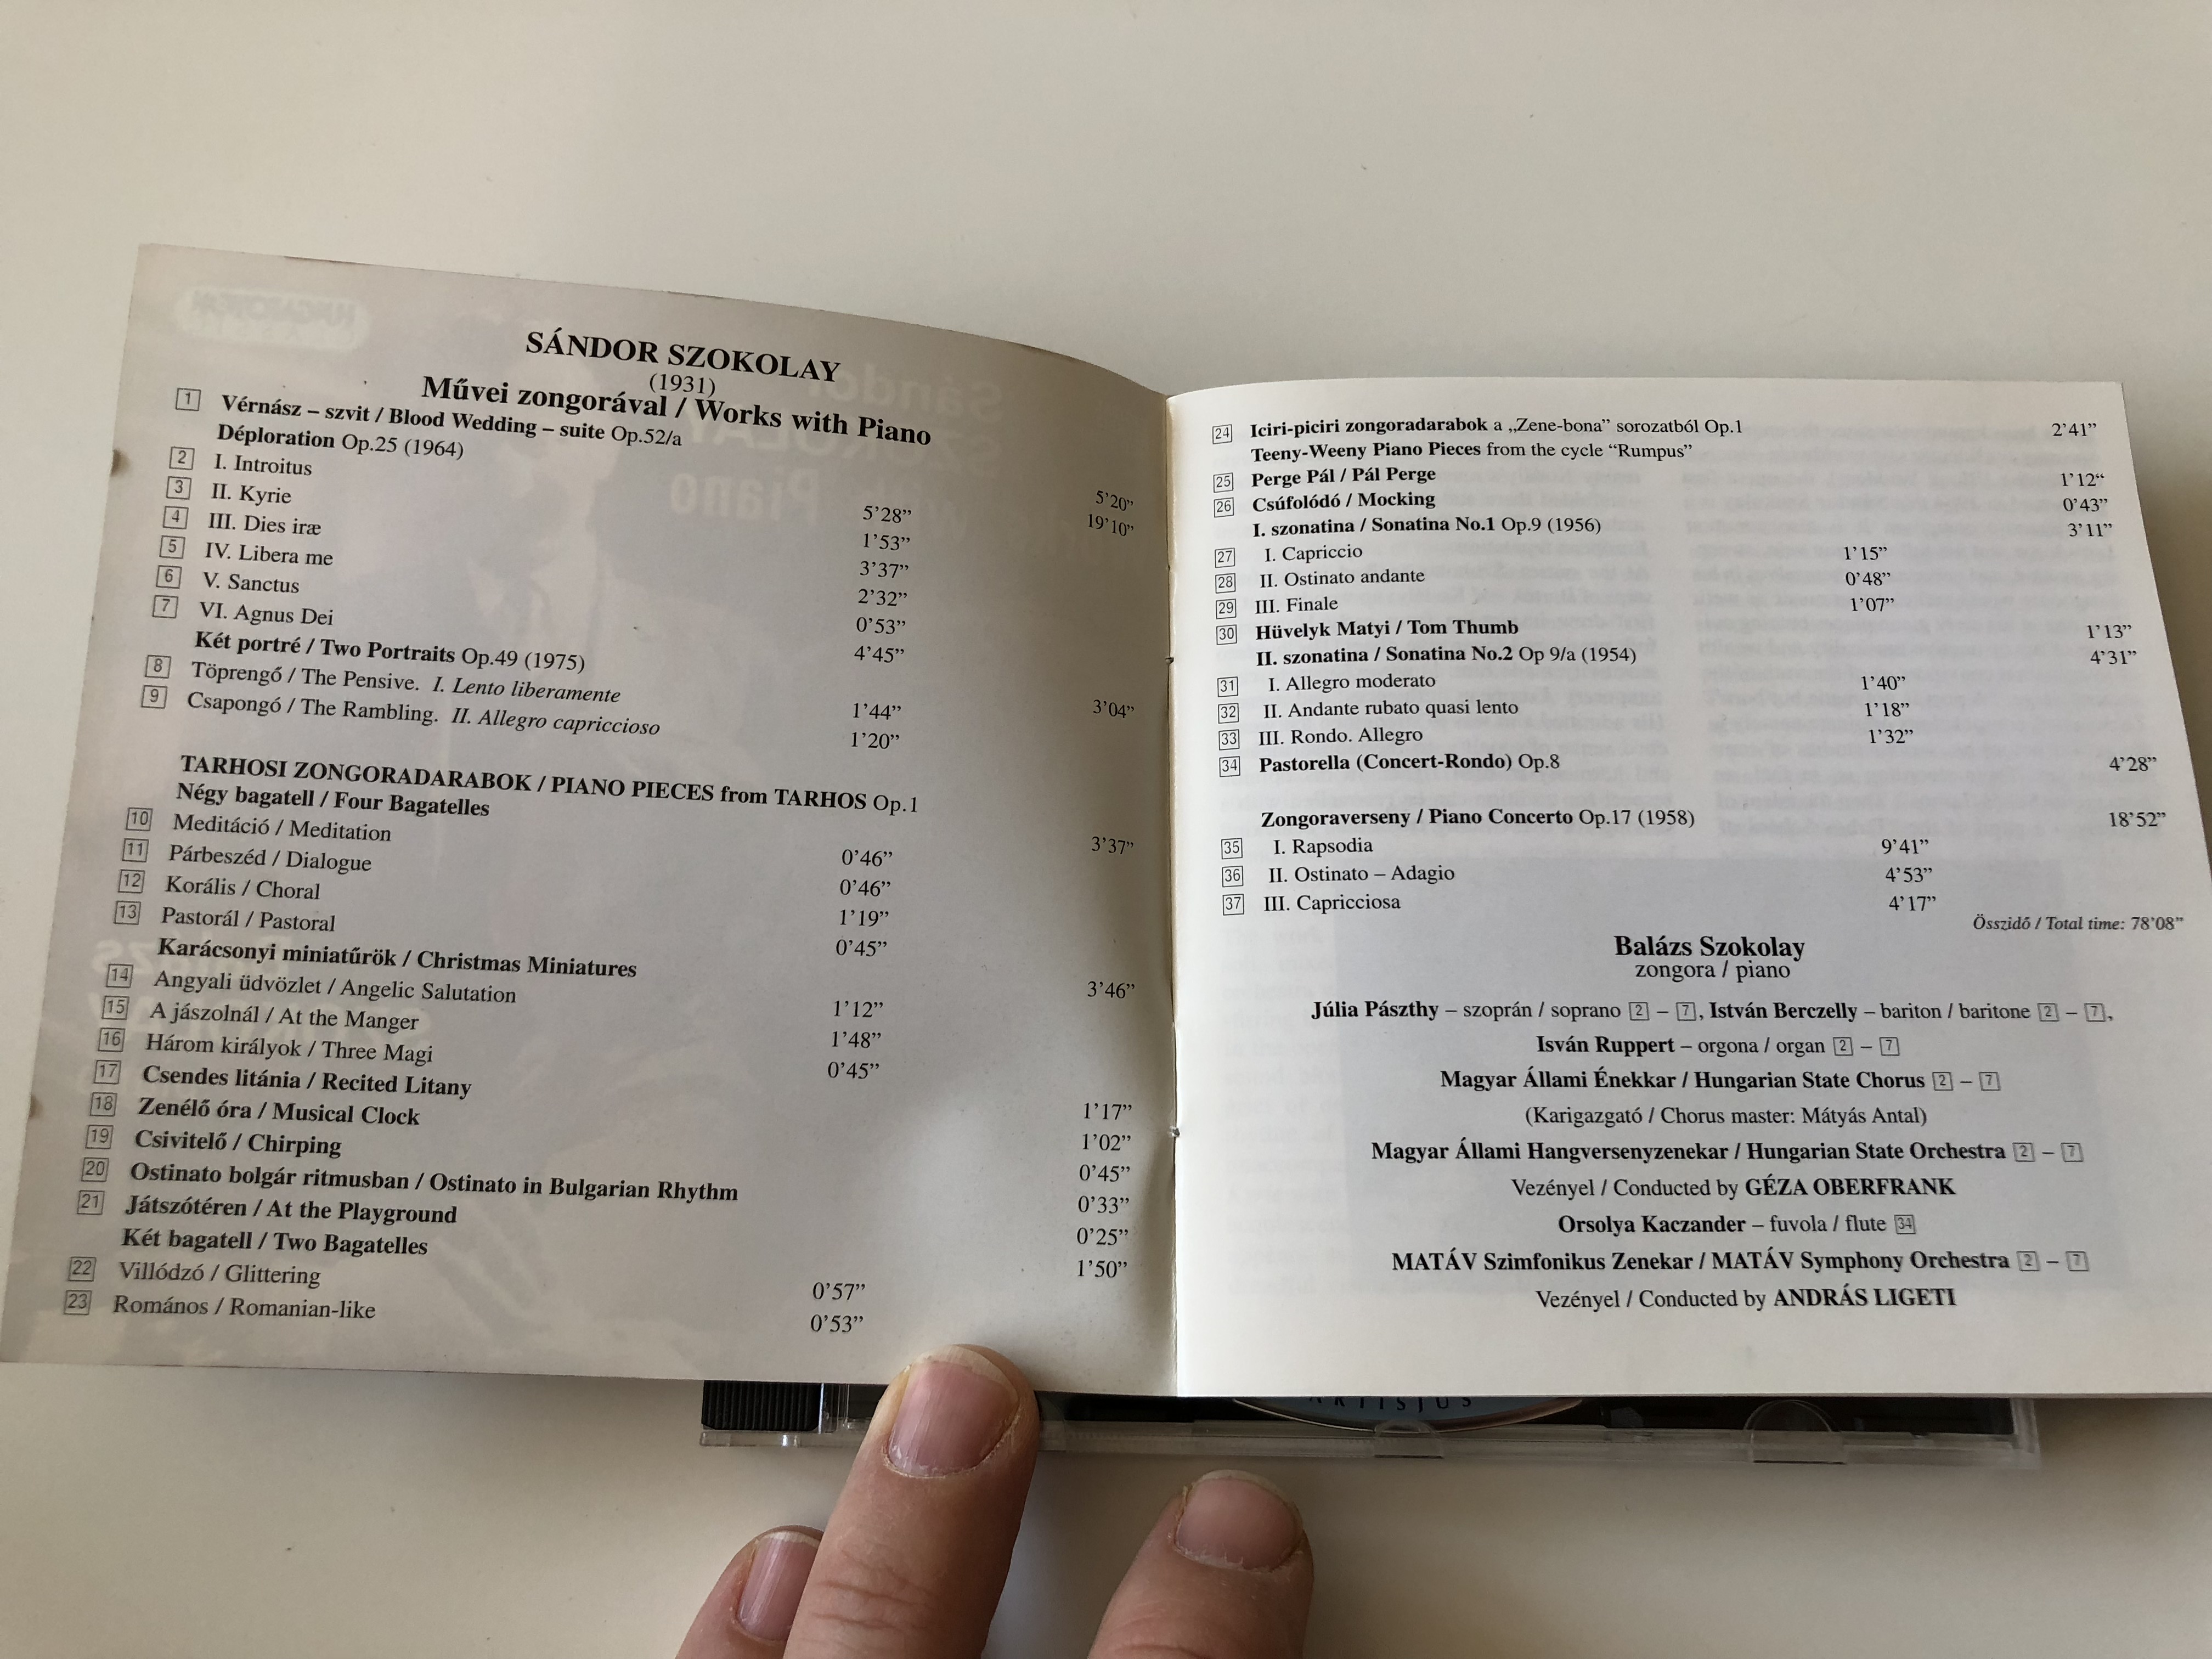 SÁNDOR SZOKOLAY
(1931)
Művei zongorával / Works with Piano
1 Vérnász – szvit / Blood Wedding – suite Op.52/a 5’20”
Déploration Op.25 (1964) 19’10”
2 I. Introitus 5’28”
3 II. Kyrie 1’53”
4 III. Dies iræ 3’37”
5 IV. Libera me 2’32”
6 V. Sanctus 0’53”
7 VI. Agnus Dei 4’45”
Két portré / Two Portraits Op.49 (1975) 3’04”
8 Töprengő / The Pensive. I. Lento liberamente 1’44”
9 Csapongó / The Rambling. II. Allegro capriccioso 1’20”
TARHOSI ZONGORADARABOK / PIANO PIECES from TARHOS Op.1
Négy bagatell / Four Bagatelles 3’37”
10 Meditáció / Meditation 0’46”
11 Párbeszéd / Dialogue 0’46”
12 Korális / Choral 1’19”
13 Pastorál / Pastoral 0’45”
Karácsonyi miniatűrök / Christmas Miniatures 3’46”
14 Angyali üdvözlet / Angelic Salutation 1’12”
15 A jászolnál / At the Manger 1’48”
16 Három királyok / Three Magi 0’45”
17 Csendes litánia / Recited Litany 1’17”
18 Zenélő óra / Musical Clock 1’02”
19 Csivitelő / Chirping 0’45”
20 Ostinato bolgár ritmusban / Ostinato in Bulgarian Rhythm 0’33”
21 Játszótéren / At the Playground 0’25”
Két bagatell / Two Bagatelles 1’50”
22 Villódzó / Glittering 0’57”
23 Romános / Romanian-like 0’53”
24 Iciri-piciri zongoradarabok a „Zene-bona” sorozatból Op.1 2’41”
Teeny-Weeny Piano Pieces from the cycle “Rumpus”
25 Perge Pál / Pál Perge 1’12“
26 Csúfolódó / Mocking 0’43”
I. szonatina / Sonatina No.1 Op.9 (1956) 3’11”
27 I. Capriccio 1’15”
28 II. Ostinato andante 0’48”
29 III. Finale 1’07”
30 Hüvelyk Matyi / Tom Thumb 1’13”
II. szonatina / Sonatina No.2 Op 9/a (1954) 4’31”
31 I. Allegro moderato 1’40”
32 II. Andante rubato quasi lento 1’18”
33 III. Rondo. Allegro 1’32”
34 Pastorella (Concert-Rondo) Op.8 4’28”
Zongoraverseny / Piano Concerto Op.17 (1958) 18’52”
35 I. Rapsodia 9’41”
36 II. Ostinato – Adagio 4’53”
37 III. Capricciosa 4’17”
Összidő / Total time: 78’08”
Balázs Szokolay
zongora / piano
Júlia Pászthy – szoprán / soprano 2 – 7, István Berczelly – bariton / baritone 2 – 7,
Isván Ruppert – orgona / organ 2 – 7
Magyar Állami Énekkar / Hungarian State Chorus 2 – 7
(Karigazgató / Chorus master: Mátyás Antal)
Magyar Állami Hangversenyzenekar / Hungarian State Orchestra 2 – 7
Vezényel / Conducted by GÉZA OBERFRANK
Orsolya Kaczander – fuvola / flute 34
MATÁV Szimfonikus Zenekar / MATÁV Symphony Orchestra 2 – 7
Vezényel / Conducted by ANDRÁS LIGETI
ARTISJUS